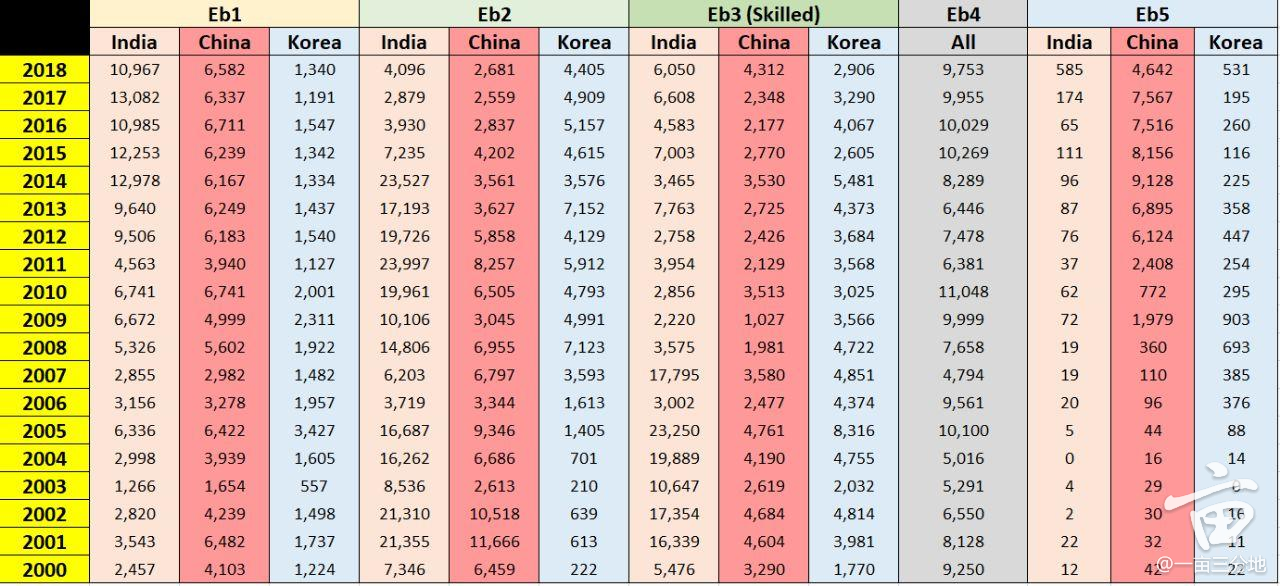 Eb1 Eb2 Eb3 (Skilled) Eb4 Eb5
India China Korea India China Korea India China Korea All India China Korea
2018 10,967 6,582 1,340 4,096 2,681 4,405 6,050 4,312 2,906 9,753 585 4,642 531
2017 13,082 6,337 1,191 2,879 2,559 4,909 6,608 2,348 3,290 9,955 174 7,567 195
2016 10,985 6,711 1,547 3,930 2,837 5,157 4,583 2,177 4,067 10,029 65 7,516 260
2015 12,253 6,239 1,342 7,235 4,202 4,615 7,003 2,770 2,605 10,269 111 8,156 116
2014 12,978 6,167 1,334 23,527 3,561 3,576 3,465 3,530 5,481 8,289 96 9,128 225
2013 9,640 6,249 1,437 17,193 3,627 7,152 7,763 2,725 4,373 6,446 87 6,895 358
2012 9,506 6,183 1,540 19,726 5,858 4,129 2,758 2,426 3,684 7,478 76 6,124 447
2011 4,563 3,940 1,127 23,997 8,257 5,912 3,954 2,129 3,568 6,381 37 2,408 254
2010 6,741 6,741 2,001 19,961 6,505 4,793 2,856 3,513 3,025 11,048 62 772 295
2009 6,672 4,999 2,311 10,106 3,045 4,991 2,220 1,027 3,566 9,999 72 1,979 903
2008 5,326 5,602 1,922 14,806 6,955 7,123 3,575 1,981 4,722 7,658 19 360 693
2007 2,855 2,982 1,482 6,203 6,797 3,593 17,795 3,580 4,851 4,794 19 110 385
2006 3,156 3,278 1,957 3,719 3,344 1,613 3,002 2,477 4,374 9,561 20 96 376
2005 6,336 6,422 3,427 16,687 9,346 1,405 23,250 4,761 8,316 10,100 5 44 88
2004 2,998 3,939 1,605 16,262 6,686 701 19,889 4,190 4,755 5,016 0 16 14
2003 1,266 1,654 557 8,536 2,613 210 10,647 2,619 2,032 5,291 4 29
2002 2,820 4,239 1,498 21,310 10,518 639 17,354 4,684 4,814 6,550 2 30 16
2001 3,543 6,482 1,737 21,355 11,666 613 16,339 4,604 3,981 8,128 22 32 11
2000 2,457 4,103 1,224 7,346 6,459 222 5,476 3,290 1,770 9,250 12 42 22
亩
@一亩三分地